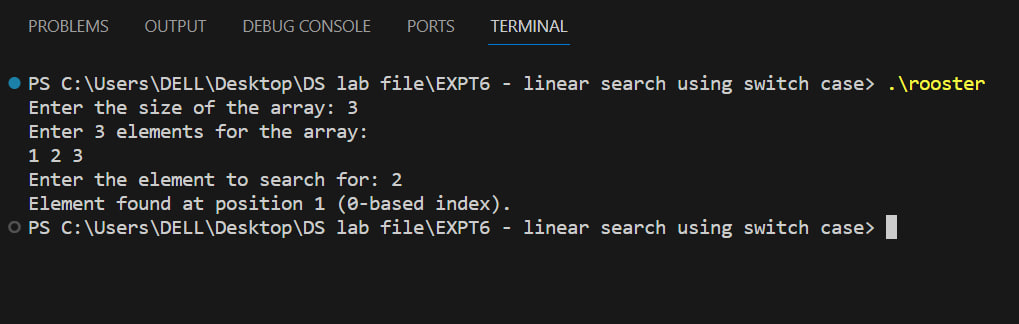 PROBLEMS OUTPUT DEBUG CONSOLE PORTS TERMINAL
PS C:\Users\DELL\Desktop\DS lab file\EXPT6 - linear search using switch case> .\rooster
Enter the size of the array: 3
Enter 3 elements for the array:
1 2 3
Enter the element to search for: 2
Element found at position 1 (0-based index).
PS C:\Users\DELL\Desktop\DS lab file\EXPT6 - linear search using switch case>